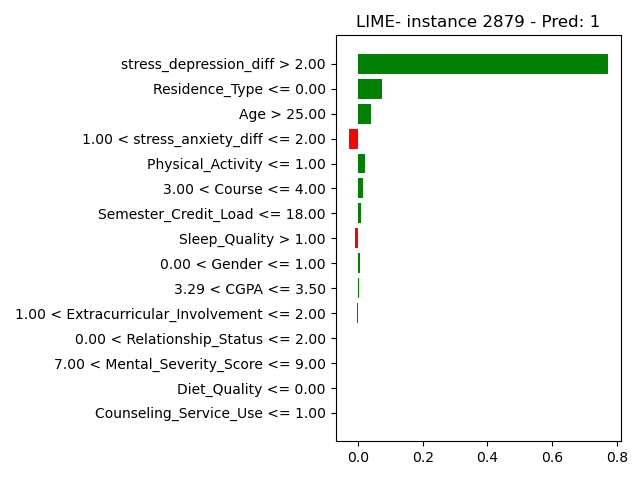 LIME- instance 2879 - Pred: 1
stress_depression_diff > 2.00
Residence_Type <= 0.00
Age > 25.00
1.00 < stress_anxiety_diff <= 2.00
Physical_Activity <= 1.00
3.00 < Course <= 4.00
Semester_Credit_Load <= 18.00
Sleep_Quality > 1.00
0.00 < Gender <= 1.00
3.29 < CGPA <= 3.50
1.00 < Extracurricular_Involvement <= 2.00
0.00 < Relationship_Status <= 2.00
7.00 < Mental_Severity_Score <= 9.00
Diet_Quality <= 0.00
Counseling_Service_Use <= 1.00
0.0 0.2 0.4 0.6 0.8